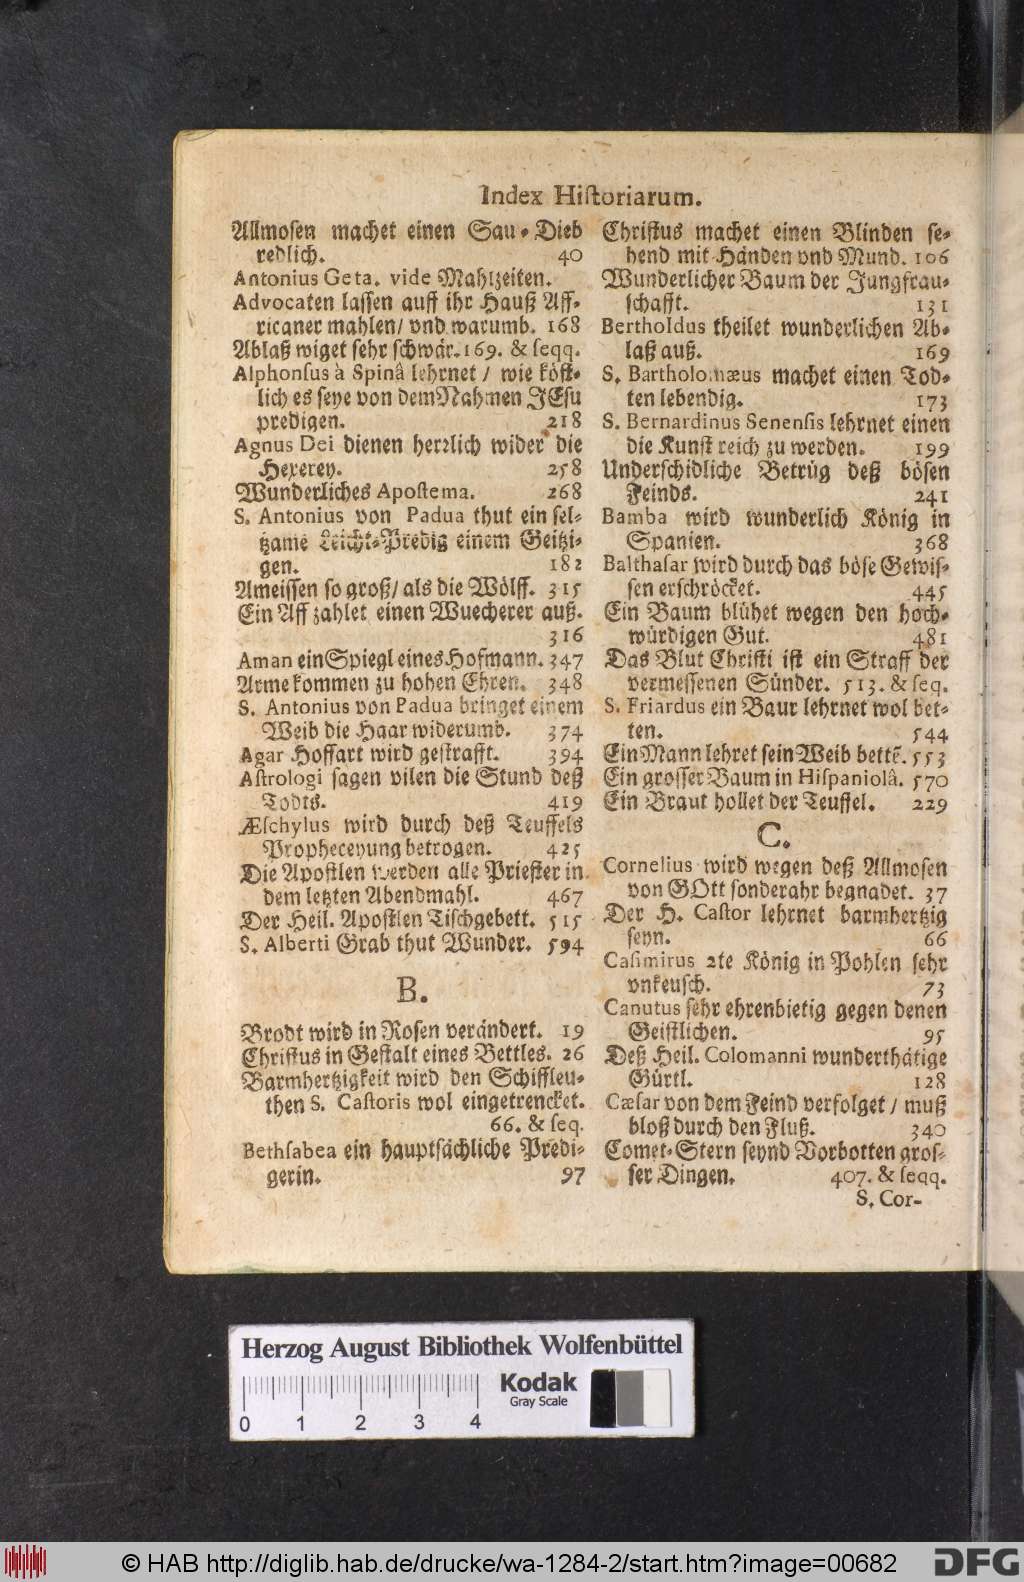 Index Hiſtoriarum.
Allmosen machet einen Sau-Dieb
redlich. 40
Antonius Geta. vide Mahlzeiten.
Advocaten lassen auff ihr Hauß Aff-
ricaner mahlen/ vnd warumb. 168
Ablaß wiget sehr schwär. 169. & ſeqq.
Alphonſus à Spinâ lehrnet / wie köst-
lich es seye von dem Nahmen JEsu
predigen. 218
Agnus Dei dienen herrlich wider die
Hexerey. 258
Wunderliches Apostema. 268
S. Antonius von Padua thut ein sel-
tzame Leicht-Predig einem Geitzi-
gen. 182
Ameissen so groß/ als die Wölff. 315
Ein Aff zahlet einen Wuecherer auß.
316
Aman ein Spiegl eines Hofmann. 347
Arme kommen zu hohen Ehren. 348
S. Antonius von Padua bringet einem
Weib die Haar widerumb. 374
Agar Hoffart wird gestrafft. 394
Aſtrologi sagen vilen die Stund deß
Todts. 419
Æſchylus wird durch deß Teuffels
Propheceyung betrogen. 425
Die Apostlen werden alle Priester in
dem letzten Abendmahl. 467
Der Heil. Apostlen Tischgebett. 515
S. Alberti Grab thut Wunder. 594
B.
Brodt wird in Rosen verändert. 19
Christus in Gestalt eines Bettles. 26
Barmhertzigkeit wird den Schiffleu-
then S. Caſtoris wol eingetrencket.
66. & ſeq.
Bethſabea ein hauptsächliche Predi-
gerin. 97
Christus machet einen Blinden se-
hend mit Händen vnd Mund. 106
Wunderlicher Baum der Jungfrau-
schafft. 131
Bertholdus theilet wunderlichen Ab-
laß auß. 169
S. Bartholomæus machet einen Tod-
ten lebendig. 173
S. Bernardinus Senenſis lehrnet einen
die Kunst reich zu werden. 199
Underschidliche Betrüg deß bösen
Feinds. 241
Bamba wird wunderlich König in
Spanien. 368
Balthaſar wird durch das böse Gewis-
sen erschröcket. 445
Ein Baum blühet wegen den hoch-
würdigen Gut. 481
Das Blut Christi ist ein Straff der
vermessenen Sünder. 513. & ſeq.
S. Friardus ein Baur lehrnet wol bet-
ten. 544
Ein Mann lehret sein Weib bettē. 553
Ein grosser Baum in Hiſpaniolâ. 570
Ein Braut hollet der Teuffel. 229
C.
Cornelius wird wegen deß Allmosen
von GOtt sonderahr begnadet. 37
Der H. Caſtor lehrnet barmhertzig
seyn. 66
Caſimirus 2te König in Pohlen sehr
vnkeusch. 73
Canutus sehr ehrenbietig gegen denen
Geistlichen. 95
Deß Heil. Colomanni wunderthätige
Gürtl. 128
Cæſar von dem Feind verfolget / muß
bloß durch den Fluß. 340
Comet-Stern seynd Vorbotten gros-
ser Dingen. 407. & ſeqq.
S. Cor-
Herzog August Bibliothek Wolfenbüttel
Kodak
Gray Scale
0 1 2 3 4
© HAB http://diglib.hab.de/drucke/wa-1284-2/start.htm?image=00682
DFG